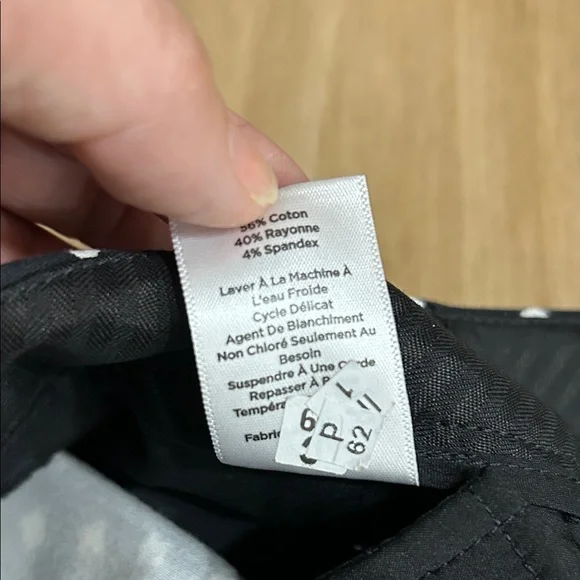 56% Coton
40% Rayonne
4% Spandex
Laver À La Machine À
L'eau Froide
Cycle Délicat
Agent De Blanchiment
Non Chloré Seulement Au
Besoin
Suspendre À Une Corde
Repasser À
62 //